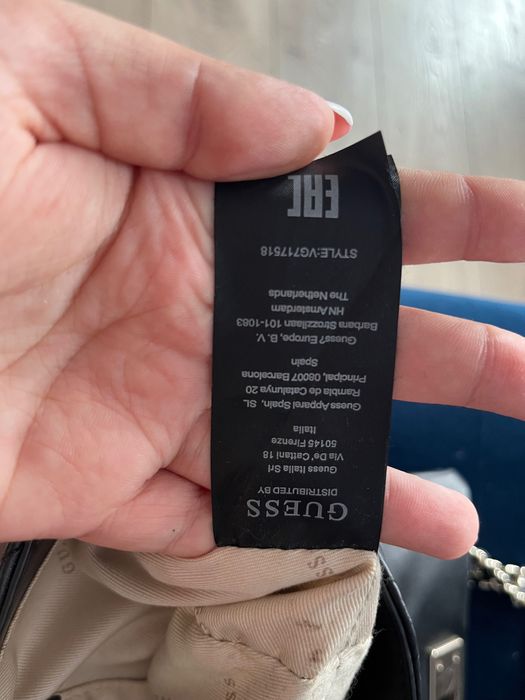 GUESS
DISTRIBUTED BY
Guess Italia Srl
Via De' Cattani 18
50145 Firenze
Italia
Guess Apparel Spain, SL.
Rambla de Catalunya 20
Principal, 08007 Barcelona
Spain
Guess? Europe, B. V.
Barbara Strozzilaan 101-1083
HN Amsterdam
The Netherlands
STYLE:VG717518
EAC